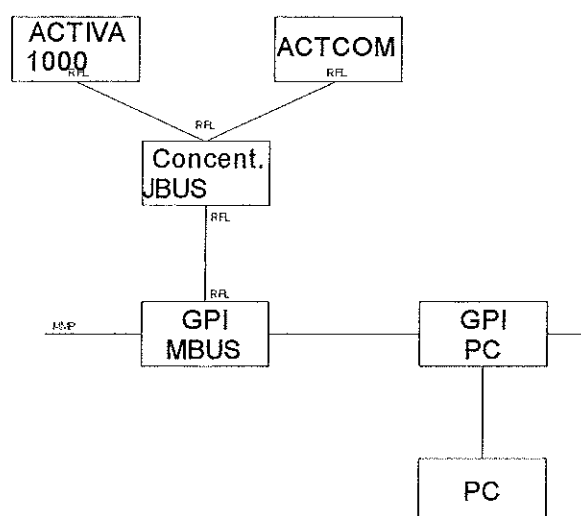 ACTIVA
1000
RFL
ACTCOM
RFL
RFL
Concent.
JBUS
RFL
RFL
GPI
MBUS
GPI
PC
PC